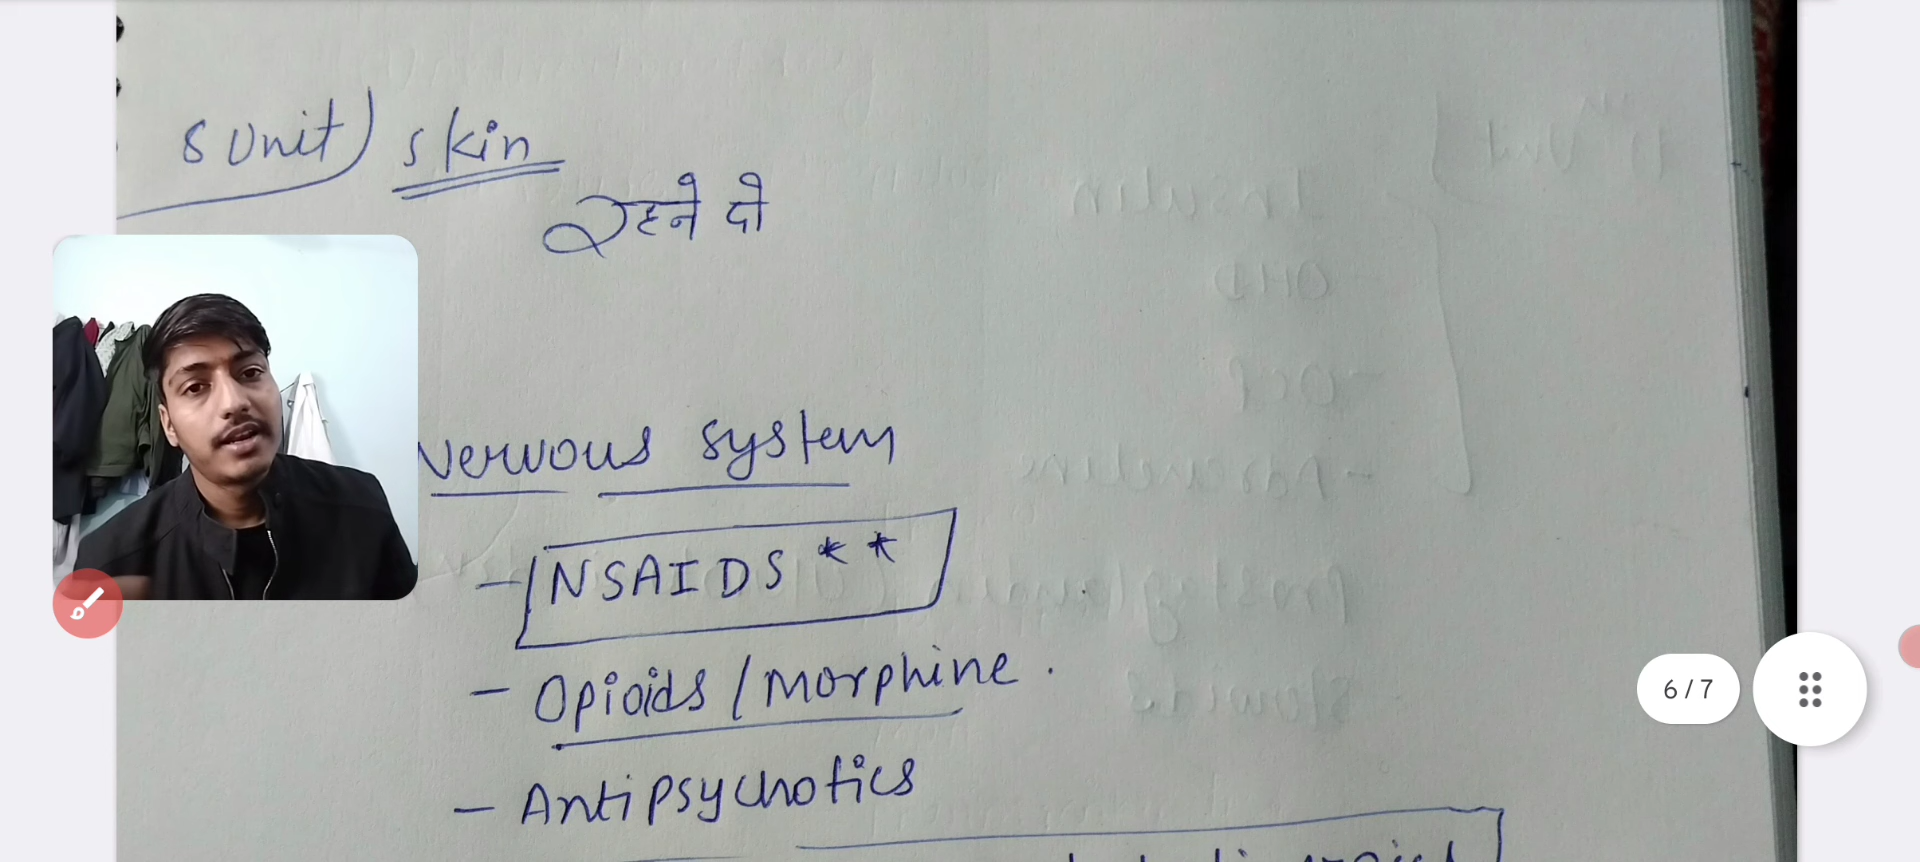 8 Unit) skin
रहने दो
Nervous system
- NSAIDS **
- Opioids / Morphine.
- Antipsychotics
6 / 7